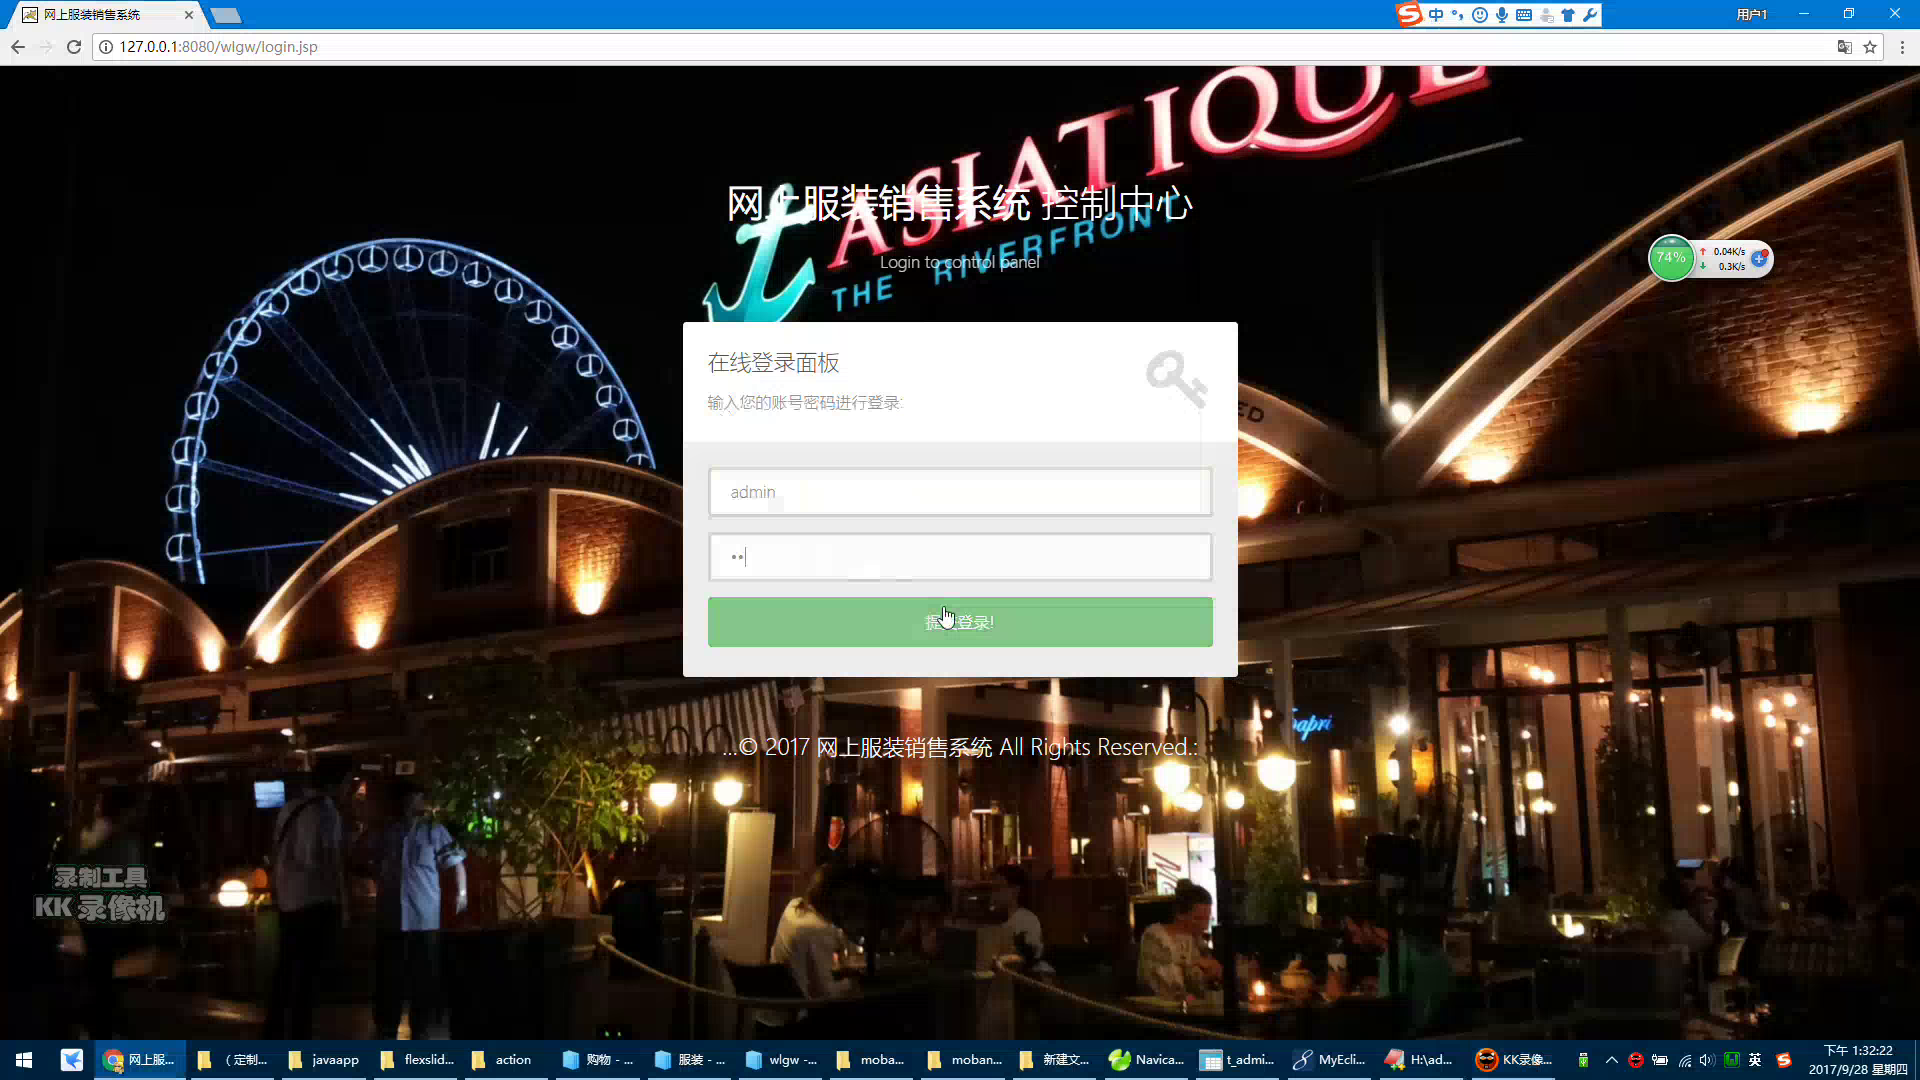 网上服装销售系统
中
用户1
127.0.0.1:8080/wlgw/login.jsp
ASIATIQUE
THE RIVERFRONT
网上服装销售系统 控制中心
Login to control panel
74%
0.04K/s
0.3K/s
在线登录面板
输入您的账号密码进行登录:
admin
••
登录!
Capri
...© 2017 网上服装销售系统 All Rights Reserved.:
录制工具
KK 录像机
网上服...
（定制...
javaapp
flexslid...
action
购物 - ...
服装 - ...
wlgw -...
moba...
moban...
新建文...
Navica...
t_admi...
MyEcli...
H:\ad...
KK录像...
英
下午 1:32:22
2017/9/28 星期四